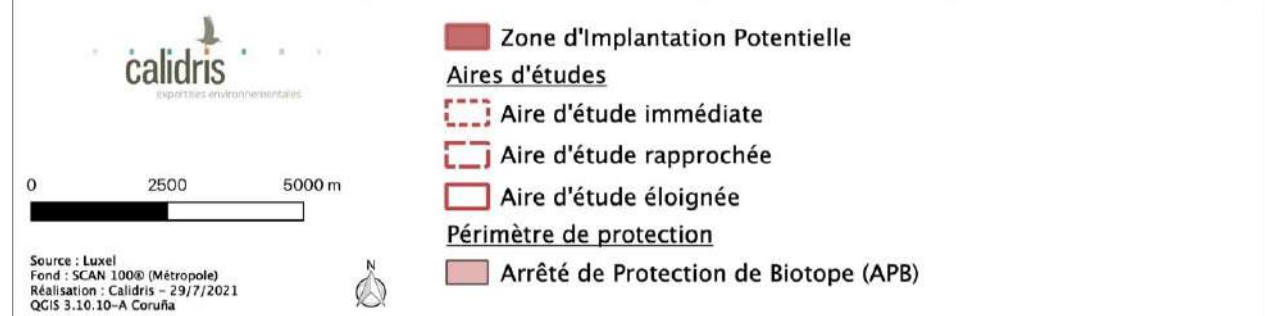 calidris
expertises environnementales
0 2500 5000 m
Source : Luxel
Fond : SCAN 100® (Métropole)
Réalisation : Calidris - 29/7/2021
QGIS 3.10.10-A Coruña
N
Zone d'Implantation Potentielle
Aires d'études
Aire d'étude immédiate
Aire d'étude rapprochée
Aire d'étude éloignée
Périmètre de protection
Arrêté de Protection de Biotope (APB)